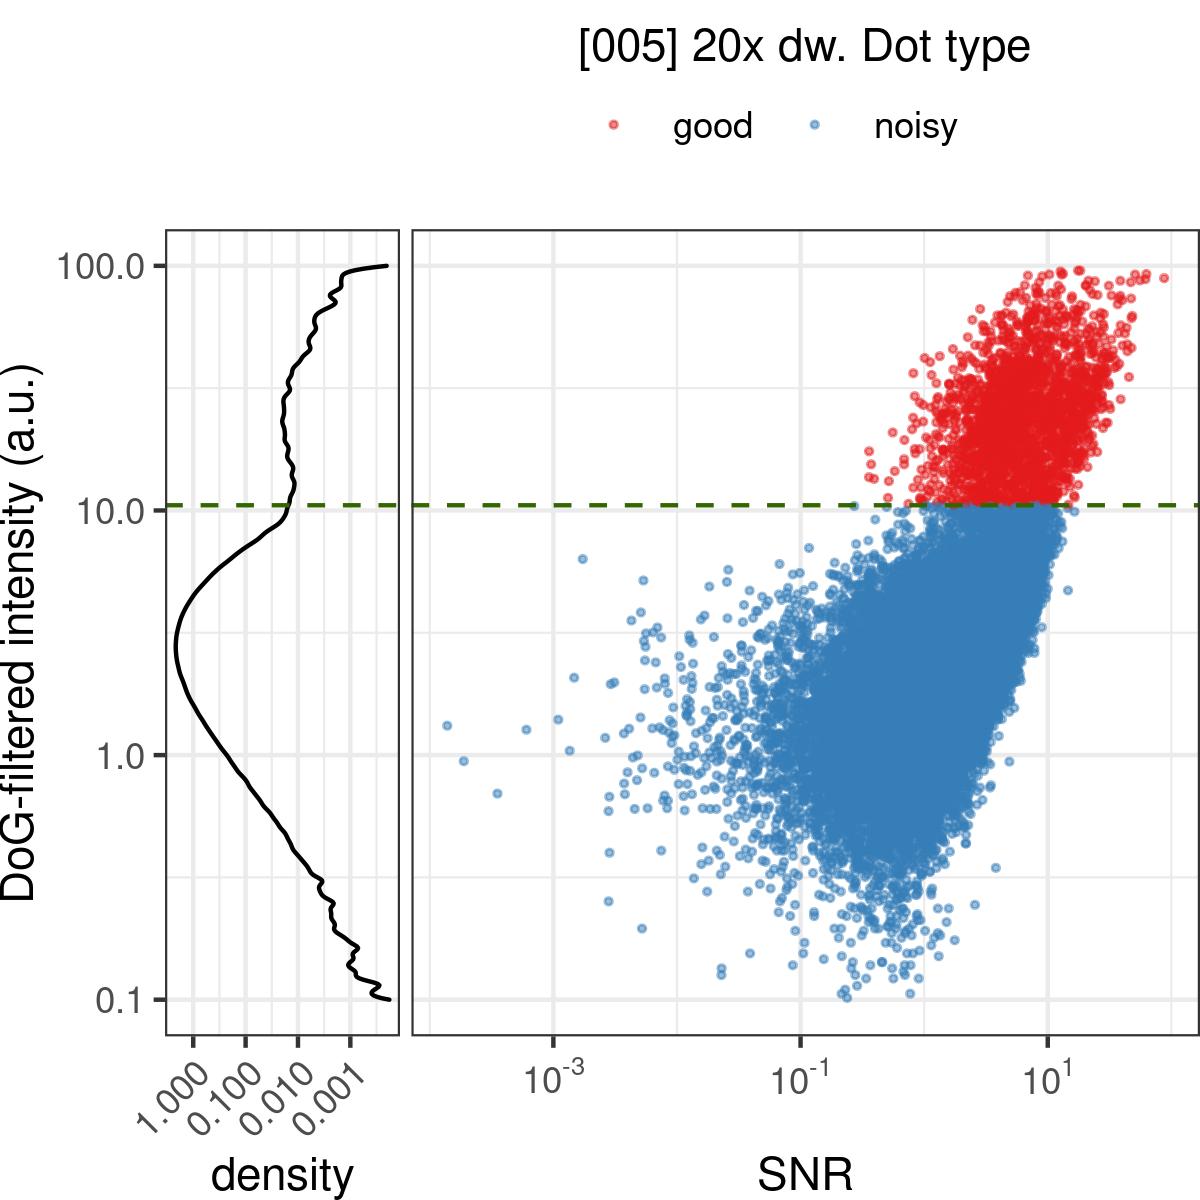 [005] 20x dw. Dot type
good noisy
DoG-filtered intensity (a.u.)
100.0
10.0
1.0
0.1
1.000 0.100 0.010 0.001
10⁻³ 10⁻¹ 10¹
density SNR